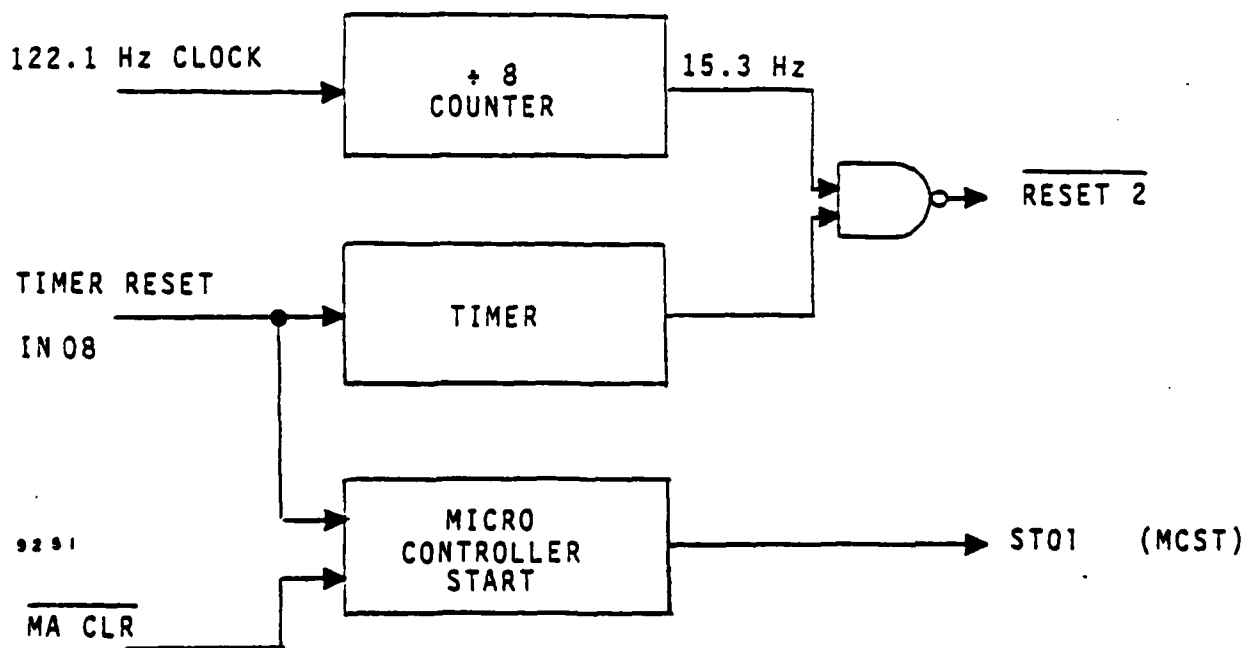 122.1 Hz CLOCK
÷ 8
COUNTER
15.3 Hz
RESET 2
TIMER RESET
IN 08
TIMER
MICRO
CONTROLLER
START
ST01 (MCST)
9251
MA CLR